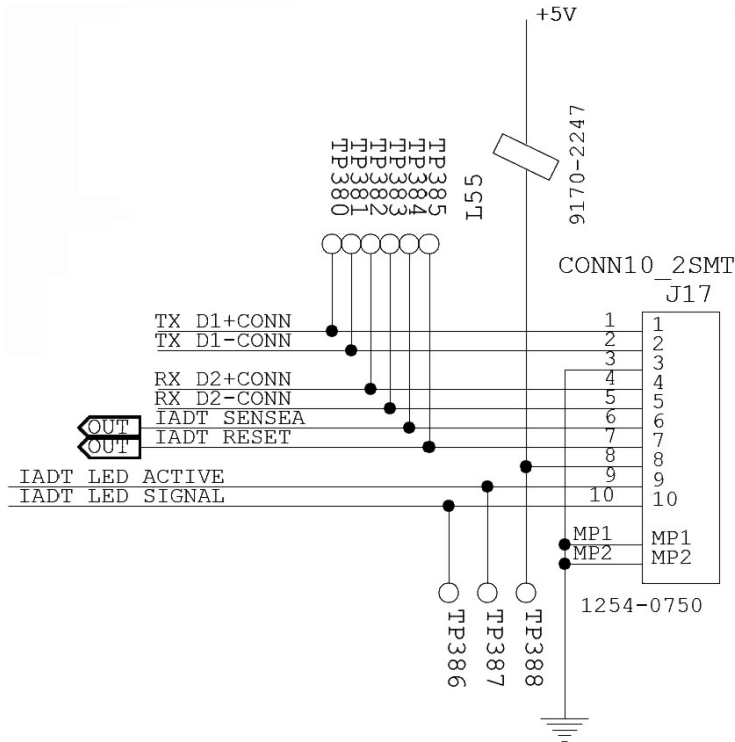 +5V
TP380
TP381
TP382
TP383
TP384
TP385
L55
9170-2247
CONN10_2SMT
J17
TX D1+CONN
TX D1-CONN
RX D2+CONN
RX D2-CONN
IADT SENSEA
IADT RESET
OUT
OUT
IADT LED ACTIVE
IADT LED SIGNAL
1 1
2 2
3 3
4 4
5 5
6 6
7 7
8 8
9 9
10 10
MP1 MP1
MP2 MP2
1254-0750
TP386
TP387
TP388